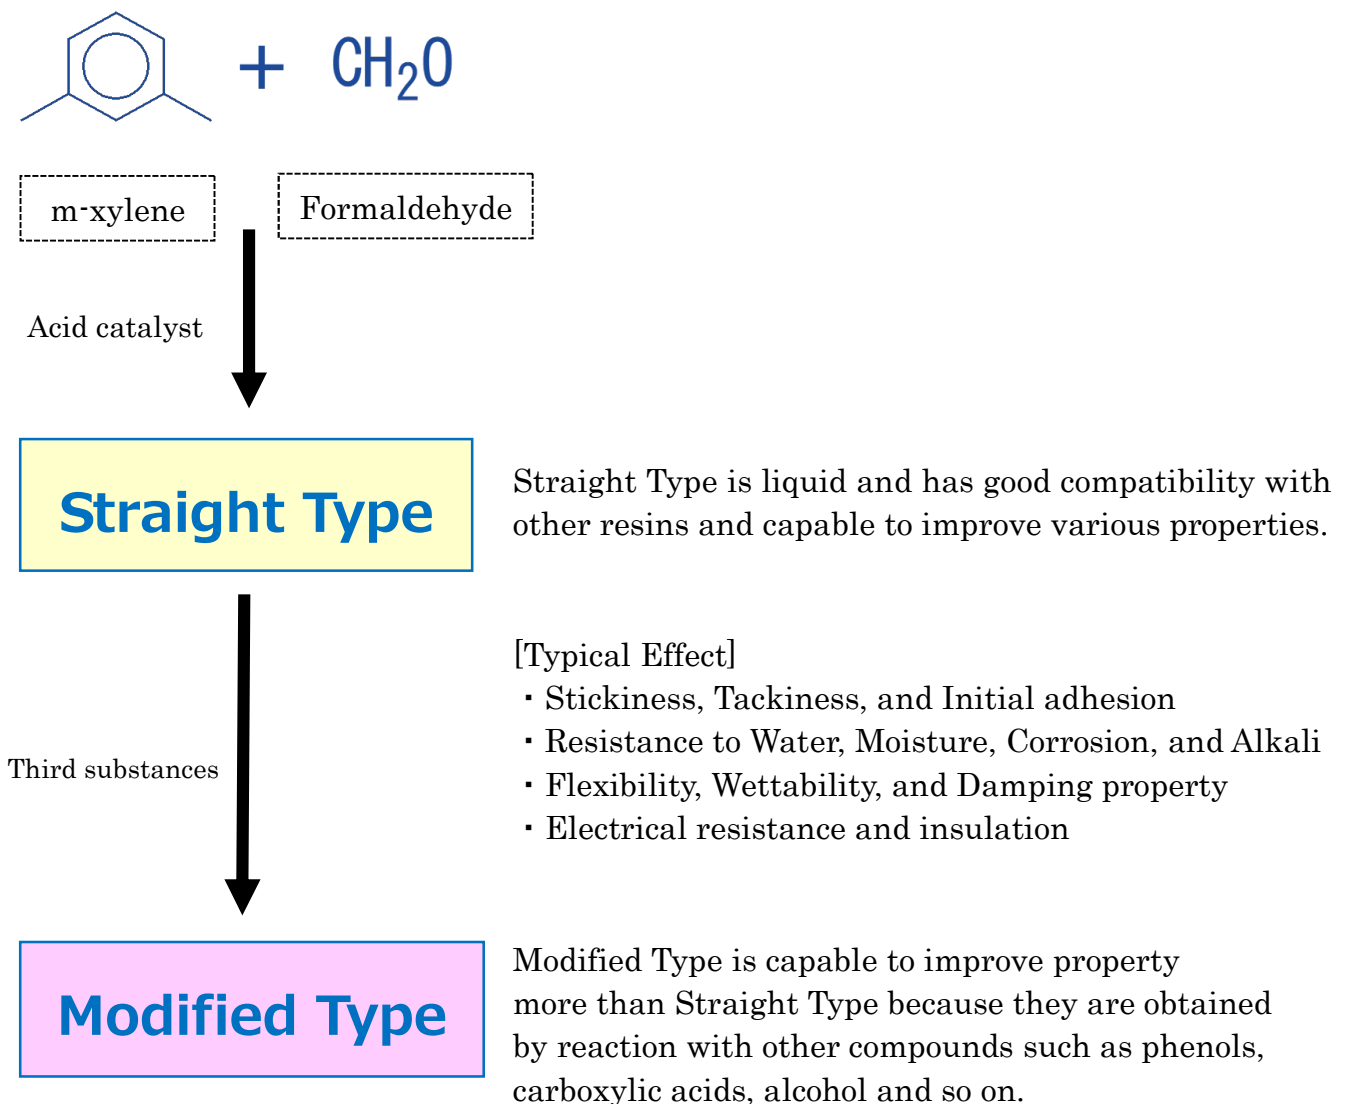 + CH₂O
m-xylene
Formaldehyde
Acid catalyst
Straight Type
Straight Type is liquid and has good compatibility with
other resins and capable to improve various properties.
[Typical Effect]
・Stickiness, Tackiness, and Initial adhesion
・Resistance to Water, Moisture, Corrosion, and Alkali
・Flexibility, Wettability, and Damping property
・Electrical resistance and insulation
Third substances
Modified Type
Modified Type is capable to improve property
more than Straight Type because they are obtained
by reaction with other compounds such as phenols,
carboxylic acids, alcohol and so on.